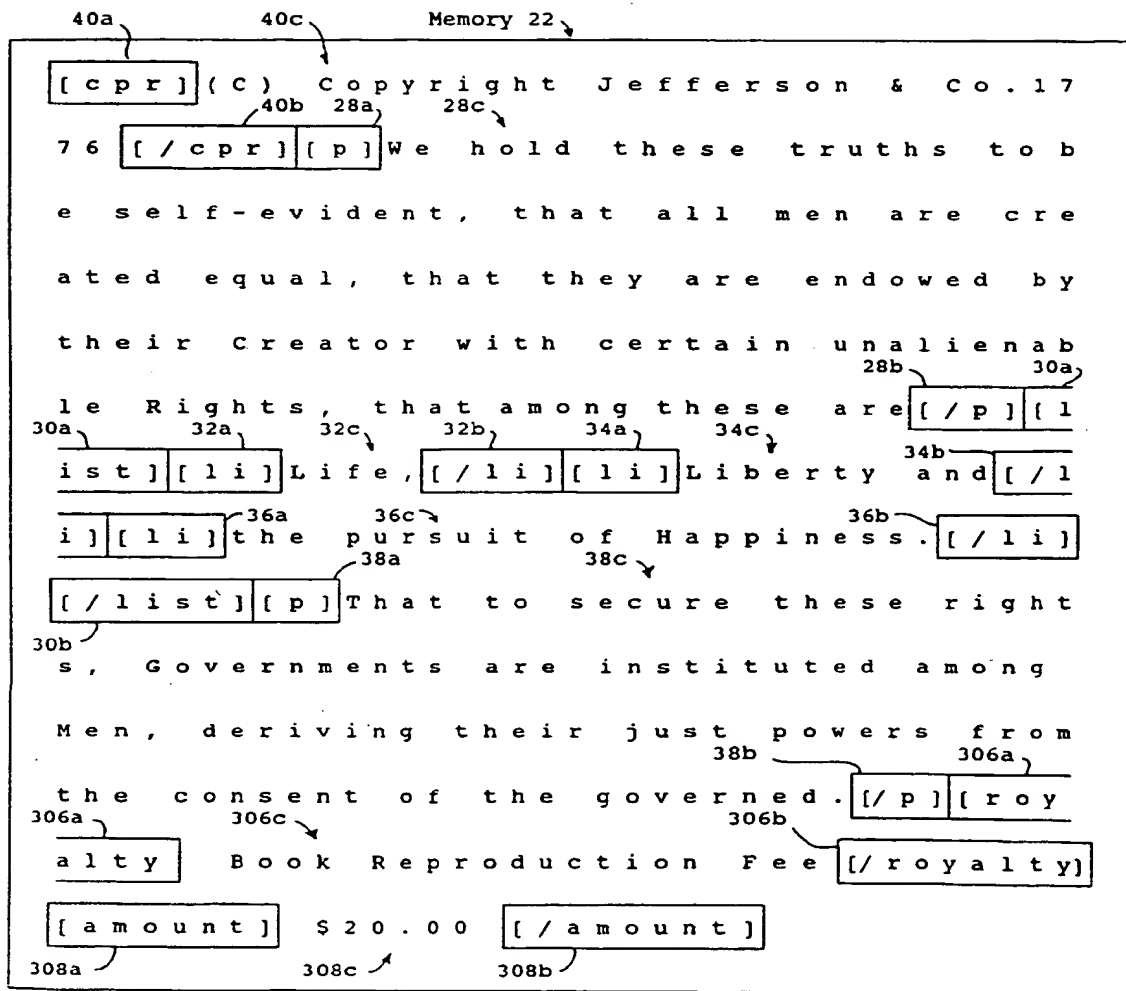 40a 40c Memory 22
[cpr](C) Copyright Jefferson & Co.17
40b 28a 28c
76 [/cpr][p]We hold these truths to b
e self-evident, that all men are cre
ated equal, that they are endowed by
their Creator with certain unalienab
28b 30a
le Rights, that among these are[/p][l
30a 32a 32c 32b 34a 34c 34b
ist][li]Life,[/li][li]Liberty and[/l
36a 36c 36b
i][li]the pursuit of Happiness.[/li]
38a 38c
[/list][p]That to secure these right
30b
s, Governments are instituted among
Men, deriving their just powers from
38b 306a
the consent of the governed.[/p][roy
306a 306c 306b
alty Book Reproduction Fee[/royalty]
[amount] $20.00 [/amount]
308a 308c 308b